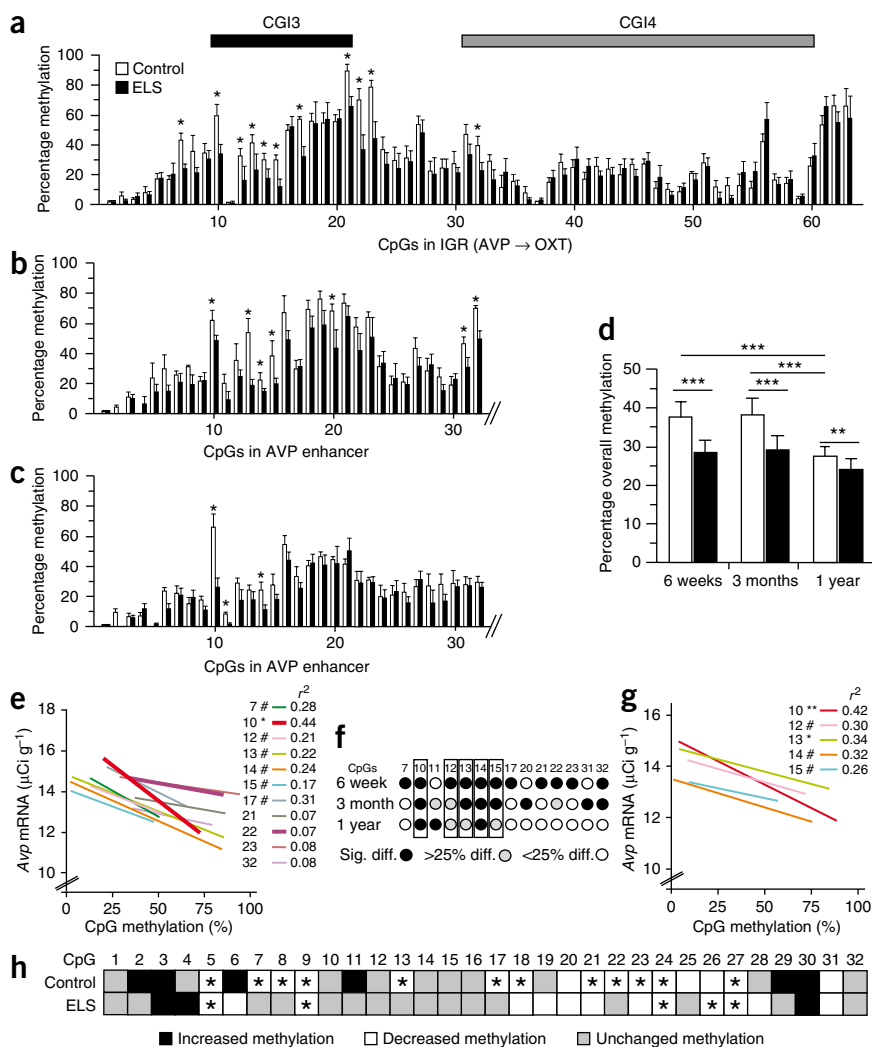 a
CGI3
CGI4
Percentage methylation
100
80
60
40
20
0
Control
ELS
* * * * * * * * * * * *
10 20 30 40 50 60
CpGs in IGR (AVP → OXT)
b
Percentage methylation
100
80
60
40
20
0
* * * * * * *
10 20 30
CpGs in AVP enhancer
c
Percentage methylation
100
80
60
40
20
0
* * *
10 20 30
CpGs in AVP enhancer
d
Percentage overall methylation
50
40
30
20
10
0
***
***
*** *** **
6 weeks 3 months 1 year
e
Avp mRNA (μCi g⁻¹)
18
16
14
12
10
0 25 50 75 100
CpG methylation (%)
r²
7 # 0.28
10 * 0.44
12 # 0.21
13 # 0.22
14 # 0.24
15 # 0.17
17 # 0.31
21 0.07
22 0.07
23 0.08
32 0.08
f
CpGs 7 10 11 12 13 14 15 17 20 21 22 23 31 32
6 week
3 month
1 year
Sig. diff. >25% diff. <25% diff.
g
Avp mRNA (μCi g⁻¹)
16
14
12
10
0 25 50 75 100
CpG methylation (%)
r²
10 ** 0.42
12 # 0.30
13 * 0.34
14 # 0.32
15 # 0.26
h
CpG 1 2 3 4 5 6 7 8 9 10 11 12 13 14 15 16 17 18 19 20 21 22 23 24 25 26 27 28 29 30 31 32
Control * * * * * * * * * * * *
ELS * * * * *
Increased methylation Decreased methylation Unchanged methylation